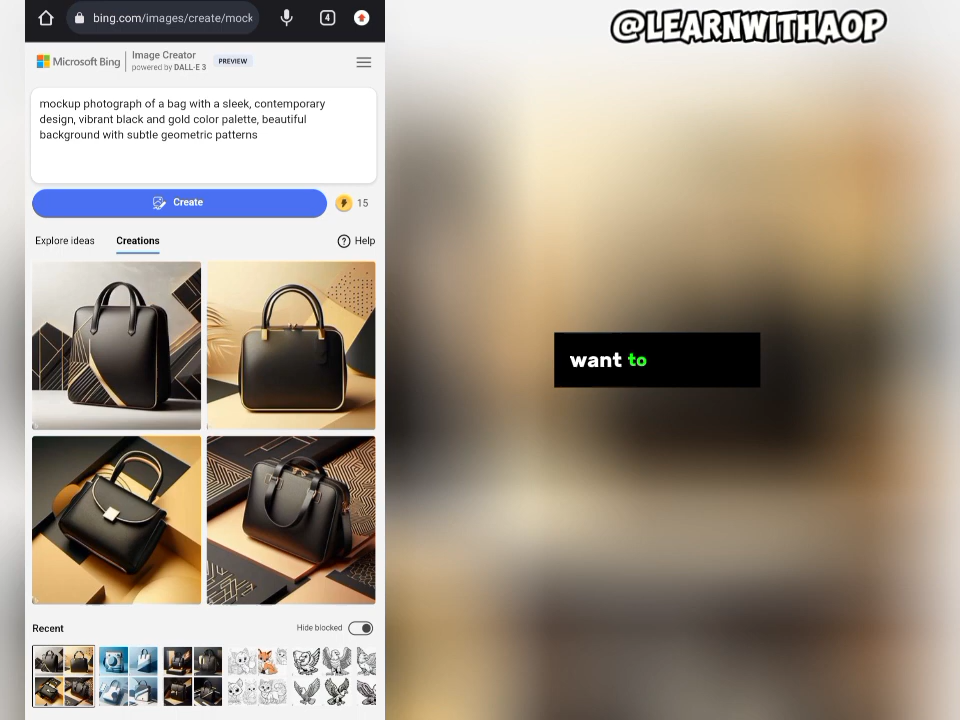 @LEARNWITHAOP
bing.com/images/create/mock
4
Microsoft Bing
Image Creator
powered by DALL·E 3
PREVIEW
mockup photograph of a bag with a sleek, contemporary
design, vibrant black and gold color palette, beautiful
background with subtle geometric patterns
Create
15
Explore ideas
Creations
Help
want to
Recent
Hide blocked